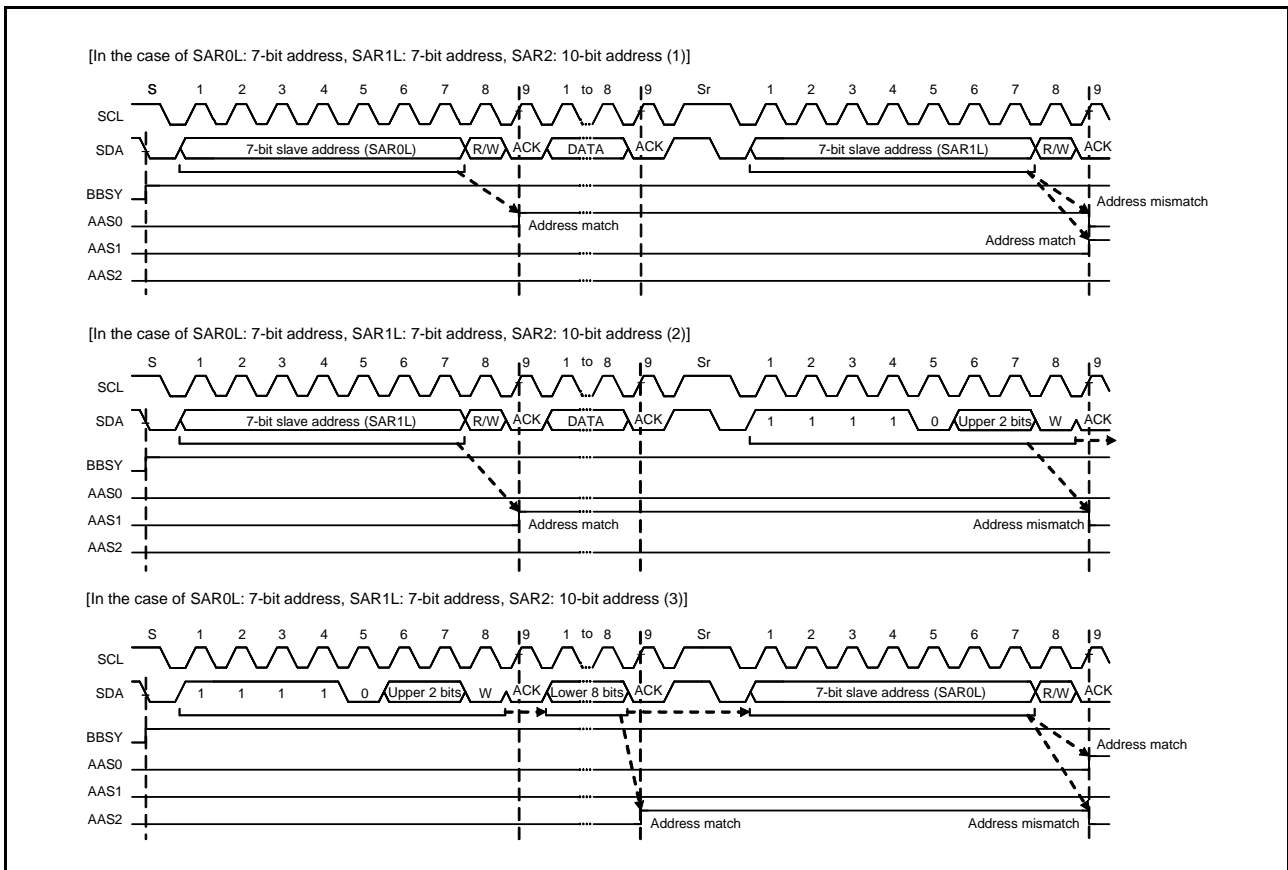 [In the case of SAR0L: 7-bit address, SAR1L: 7-bit address, SAR2: 10-bit address (1)]
S 1 2 3 4 5 6 7 8 9 1 to 8 9 Sr 1 2 3 4 5 6 7 8 9
SCL
SDA 7-bit slave address (SAR0L) R/W ACK DATA ACK 7-bit slave address (SAR1L) R/W ACK
BBSY
Address mismatch
AAS0 Address match
Address match
AAS1
AAS2
[In the case of SAR0L: 7-bit address, SAR1L: 7-bit address, SAR2: 10-bit address (2)]
S 1 2 3 4 5 6 7 8 9 1 to 8 9 Sr 1 2 3 4 5 6 7 8 9
SCL
SDA 7-bit slave address (SAR1L) R/W ACK DATA ACK 1 1 1 1 0 Upper 2 bits W ACK
BBSY
AAS0
AAS1 Address match Address mismatch
AAS2
[In the case of SAR0L: 7-bit address, SAR1L: 7-bit address, SAR2: 10-bit address (3)]
S 1 2 3 4 5 6 7 8 9 1 to 8 9 Sr 1 2 3 4 5 6 7 8 9
SCL
SDA 1 1 1 1 0 Upper 2 bits W ACK Lower 8 bits ACK 7-bit slave address (SAR0L) R/W ACK
BBSY
Address match
AAS0
AAS1
AAS2 Address match Address mismatch